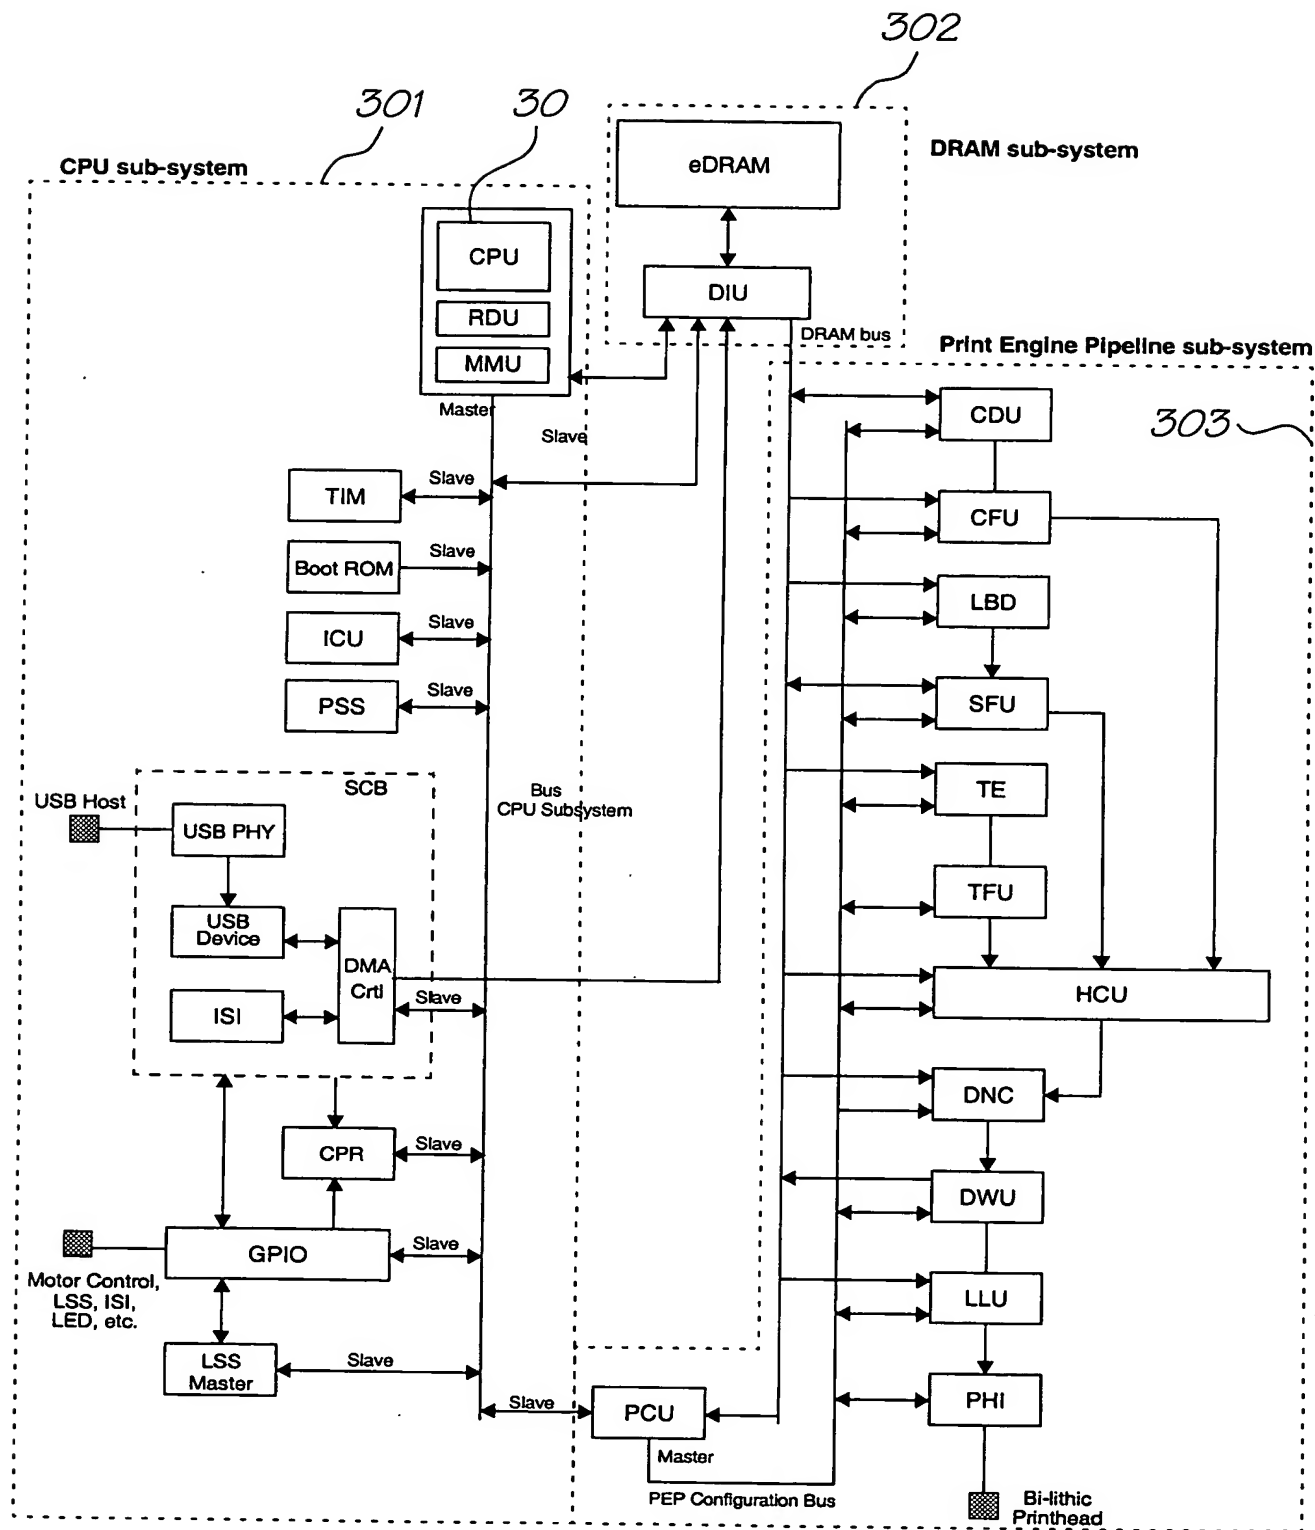 302
301
30
CPU sub-system
DRAM sub-system
eDRAM
CPU
DIU
RDU
DRAM bus
MMU
Print Engine Pipeline sub-system
Master
CDU
303
Slave
TIM
Slave
CFU
Boot ROM
Slave
LBD
ICU
Slave
PSS
Slave
SFU
SCB
TE
USB Host
Bus
CPU Subsystem
USB PHY
TFU
USB
Device
DMA
Crtl
HCU
ISI
Slave
DNC
CPR
Slave
DWU
GPIO
Slave
Motor Control,
LSS, ISI,
LED, etc.
LLU
LSS
Master
Slave
Slave
PCU
PHI
Master
PEP Configuration Bus
Bi-lithic
Printhead